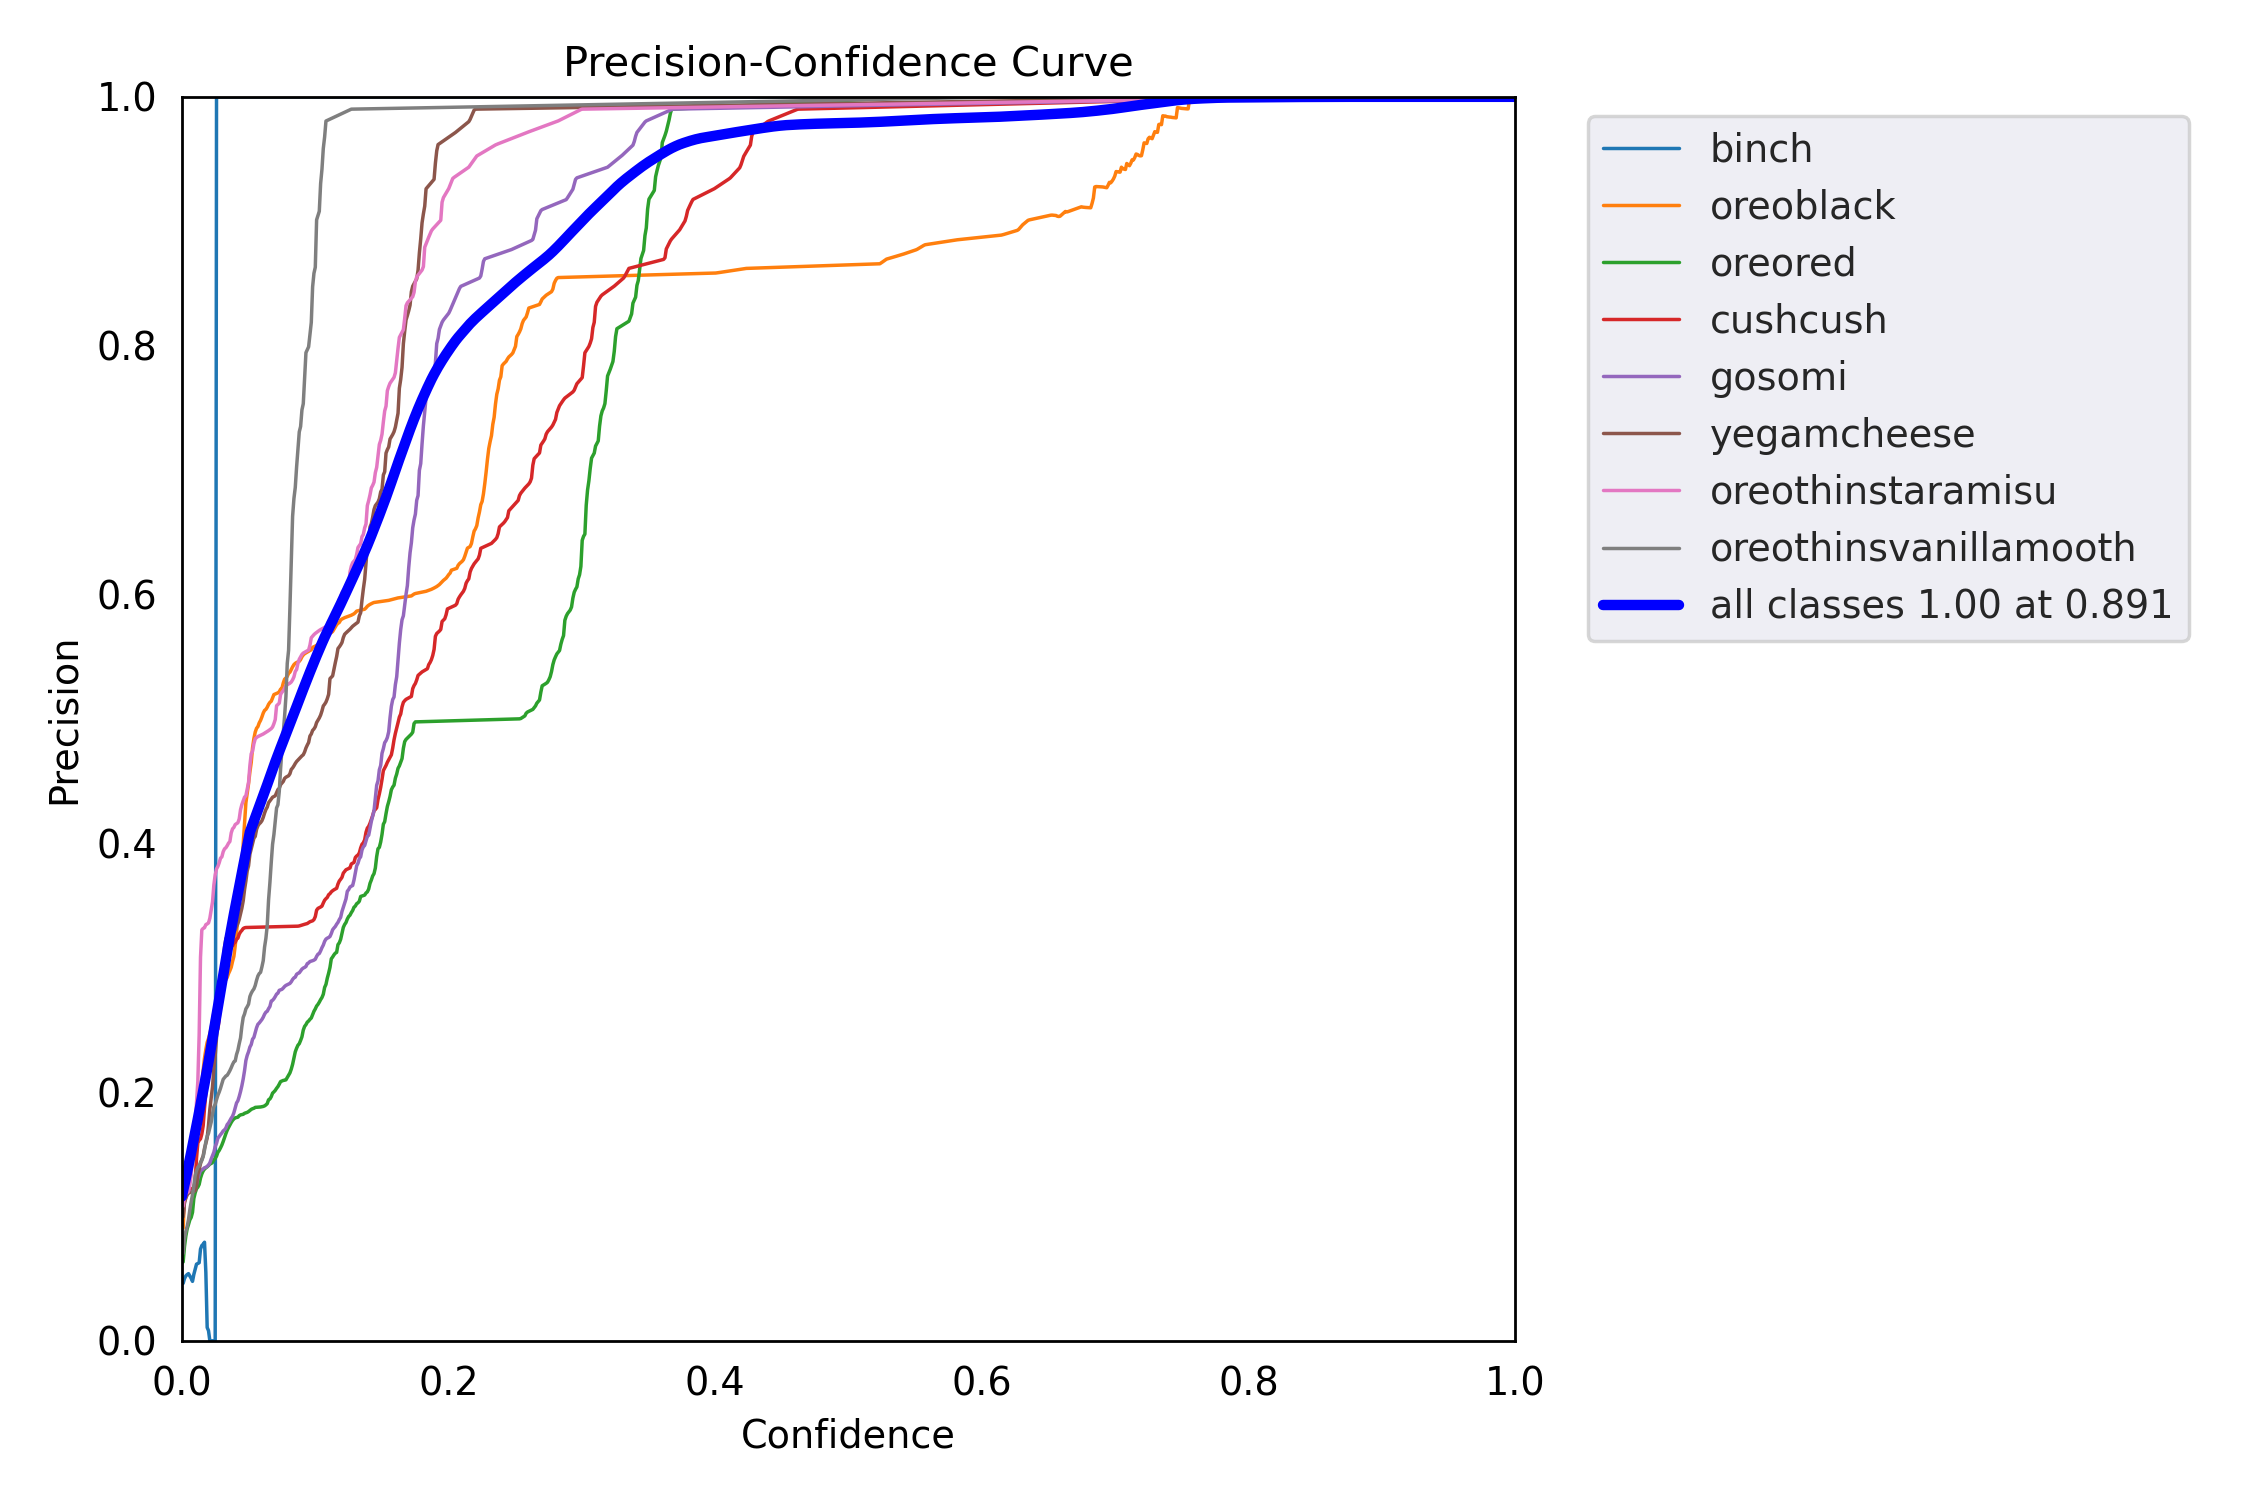 Precision-Confidence Curve
1.0
0.8
0.6
0.4
0.2
0.0
Precision
0.0 0.2 0.4 0.6 0.8 1.0
Confidence
binch
oreoblack
oreored
cushcush
gosomi
yegamcheese
oreothinstaramisu
oreothinsvanillamooth
all classes 1.00 at 0.891